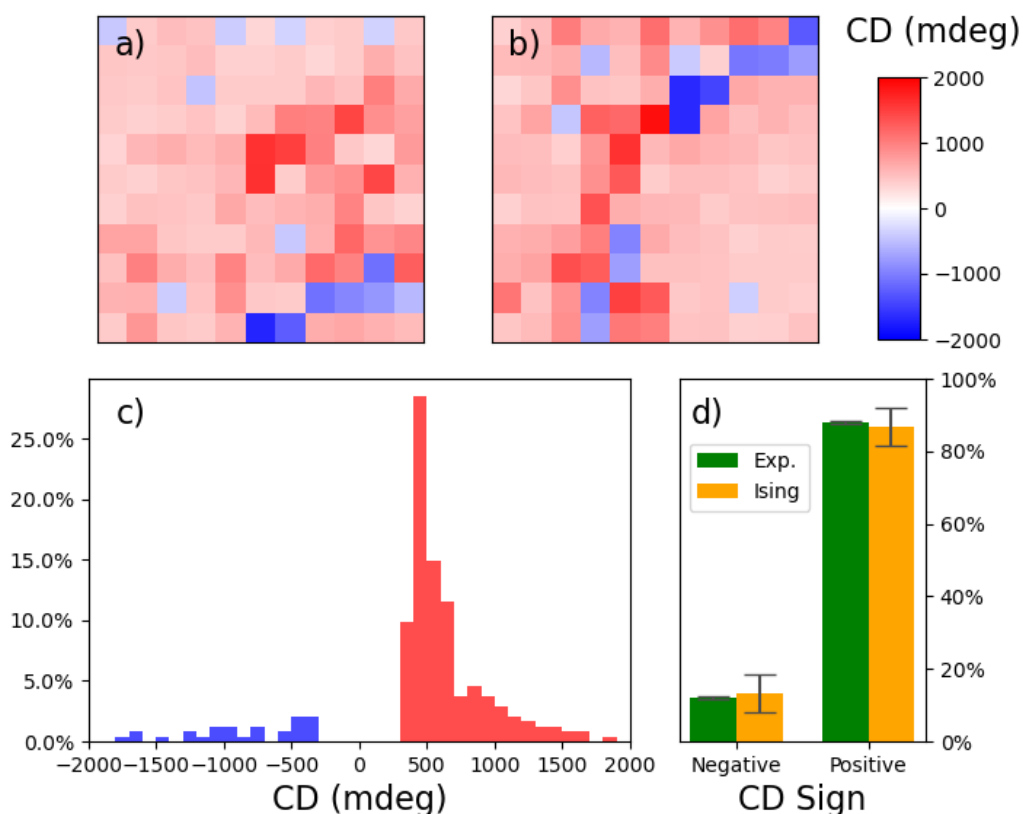 a)
b)
CD (mdeg)
2000
1000
0
−1000
−2000
c)
25.0%
20.0%
15.0%
10.0%
5.0%
0.0%
−2000 −1500 −1000 −500 0 500 1000 1500 2000
CD (mdeg)
d)
Exp.
Ising
100%
80%
60%
40%
20%
0%
Negative Positive
CD Sign